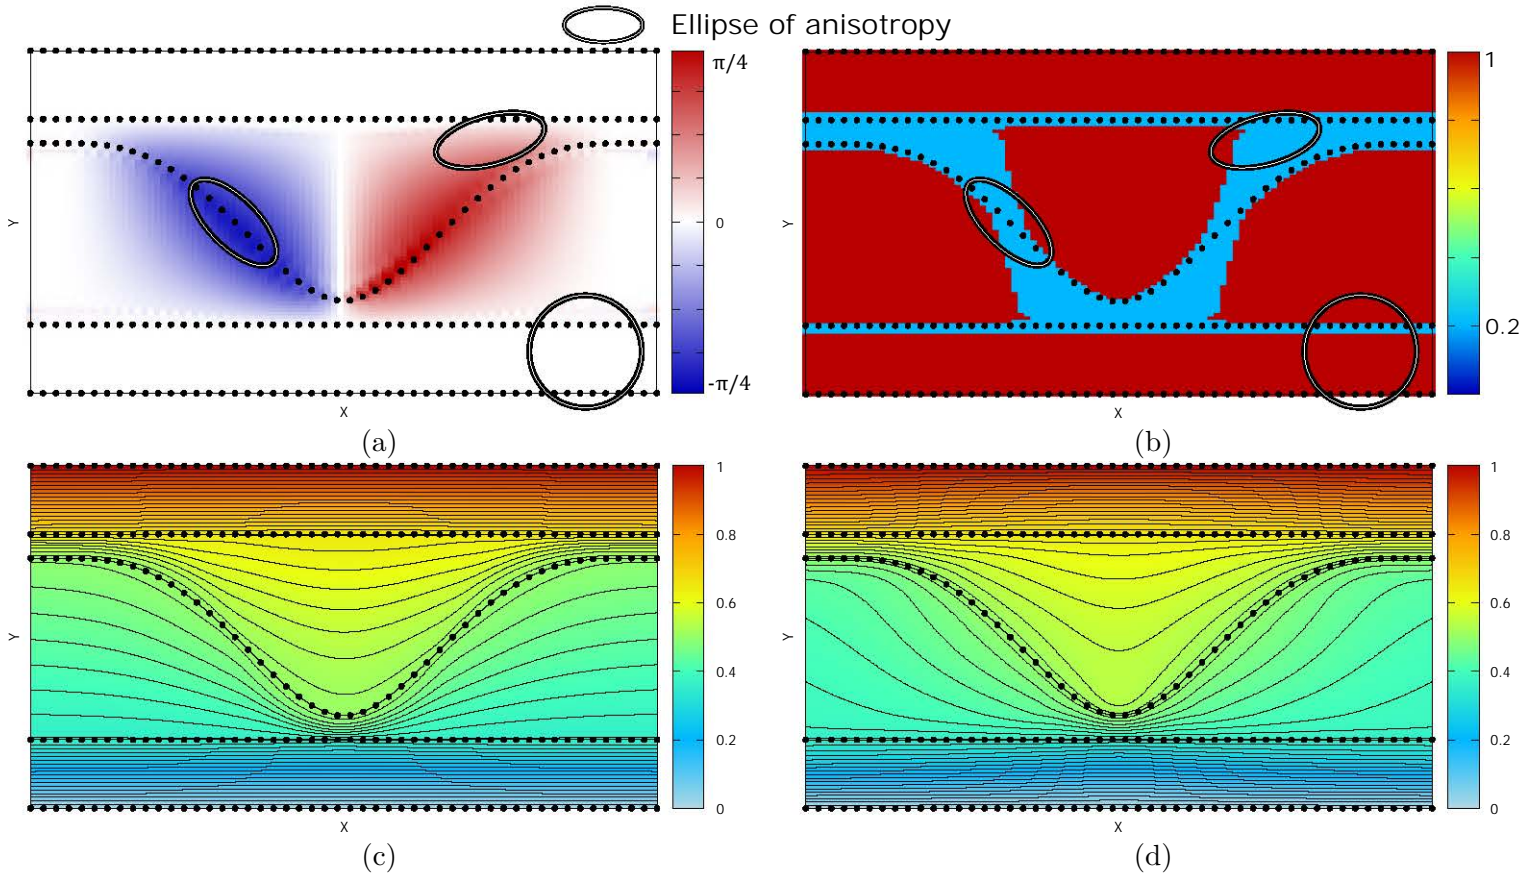 Ellipse of anisotropy
π/4
0
-π/4
Y
X
(a)
1
0.2
Y
X
(b)
1
0.8
0.6
0.4
0.2
0
Y
X
(c)
1
0.8
0.6
0.4
0.2
0
Y
X
(d)